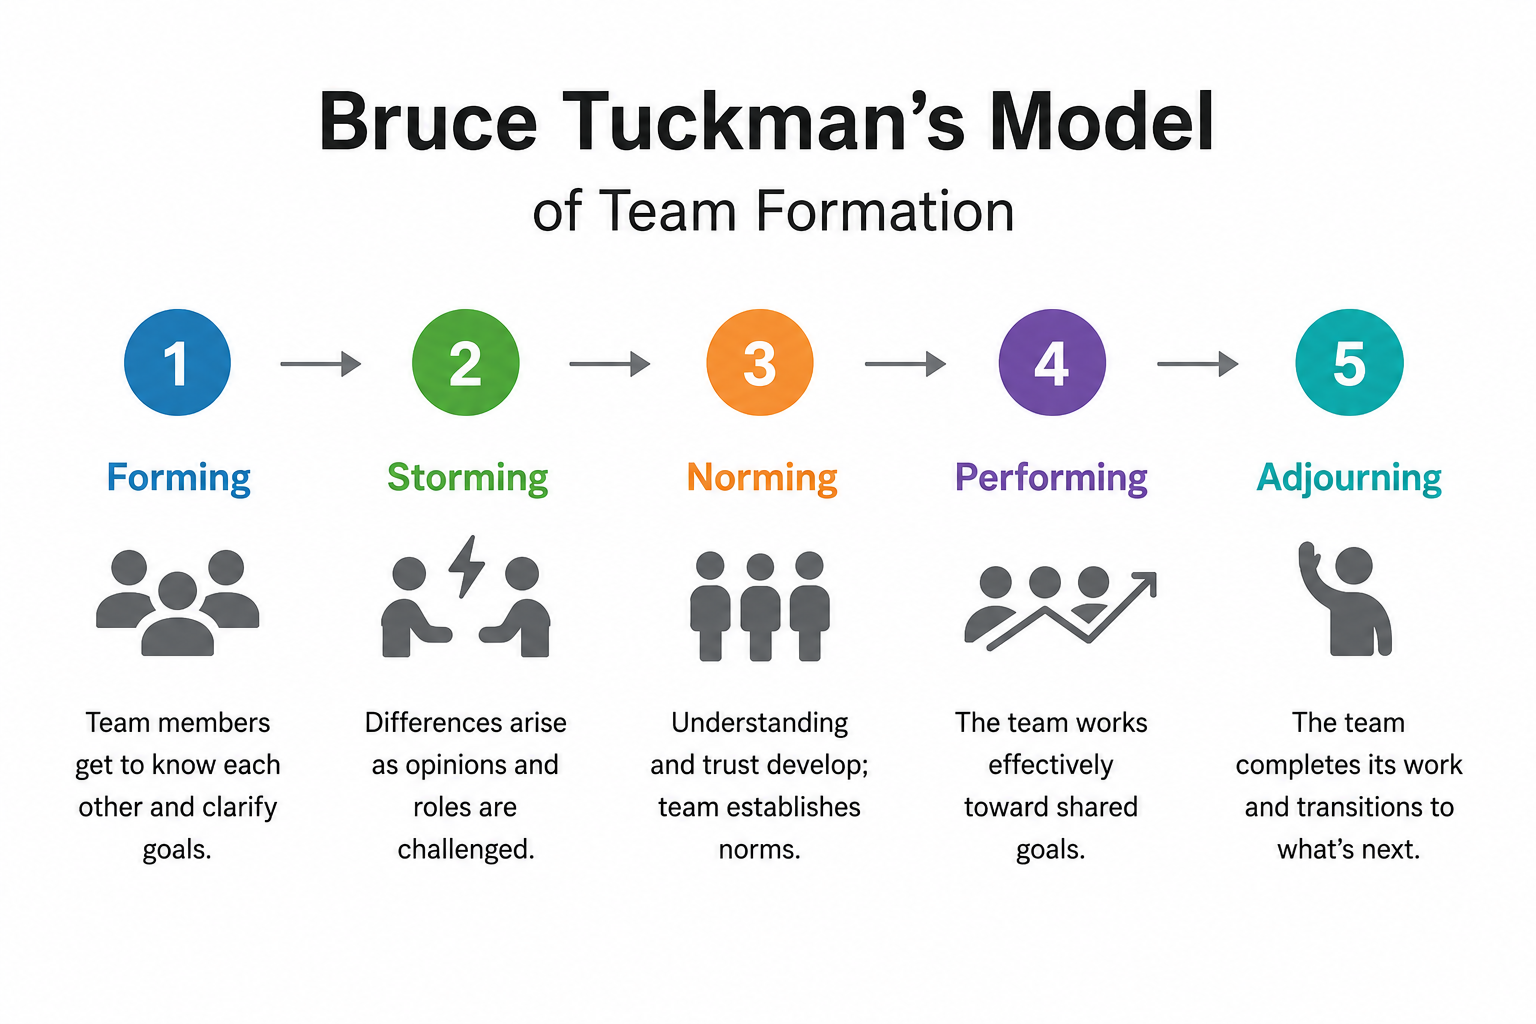 Bruce Tuckman’s Model
of Team Formation
1
2
3
4
5
Forming
Storming
Norming
Performing
Adjourning
Team members
get to know each
other and clarify
goals.
Differences arise
as opinions and
roles are
challenged.
Understanding
and trust develop;
team establishes
norms.
The team works
effectively
toward shared
goals.
The team
completes its work
and transitions to
what’s next.